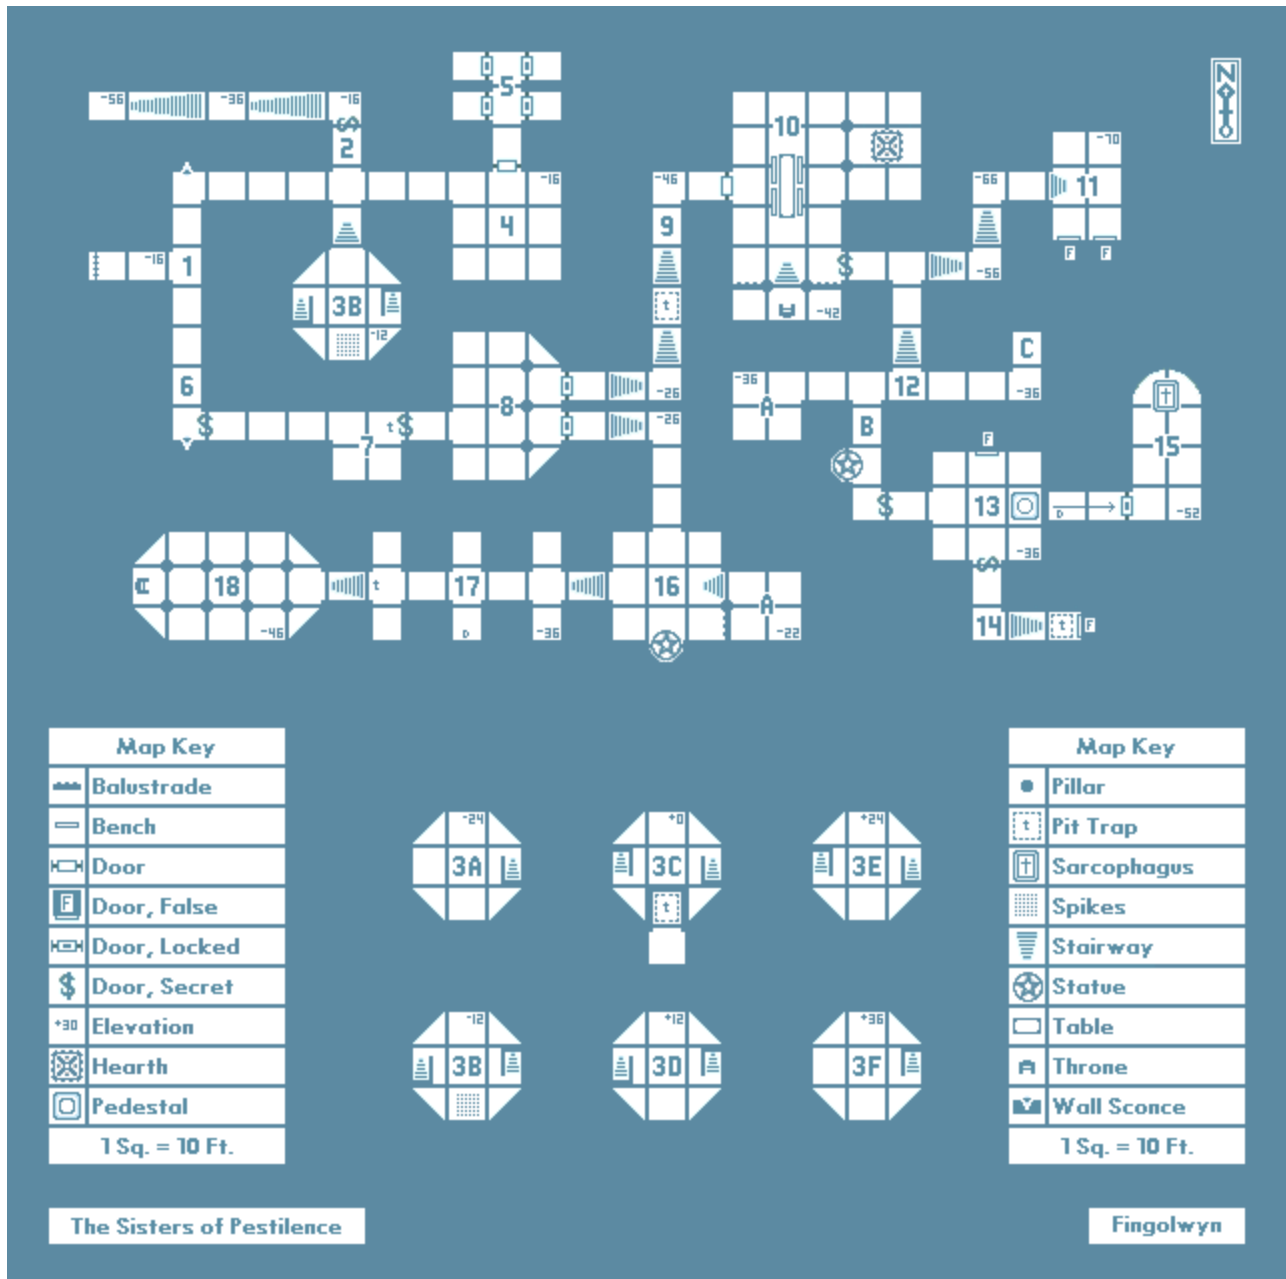 N
5
-56
-36
-16
10
2
-70
-16
-46
-66
11
4
9
-16
1
F
F
-56
3B
t
-42
-12
C
6
-26
-36
12
-36
8
A
-26
B
t
7
F
15
13
D
-52
-36
18
t
17
16
A
14
t
F
-46
D
-36
-22
Map Key
Balustrade
Bench
Door
F Door, False
Door, Locked
Door, Secret
+30 Elevation
Hearth
Pedestal
1 Sq. = 10 Ft.
-24
3A
+0
3C
t
+24
3E
-12
3B
+12
3D
+36
3F
Map Key
Pillar
t Pit Trap
Sarcophagus
Spikes
Stairway
Statue
Table
Throne
Wall Sconce
1 Sq. = 10 Ft.
The Sisters of Pestilence
Fingolwyn